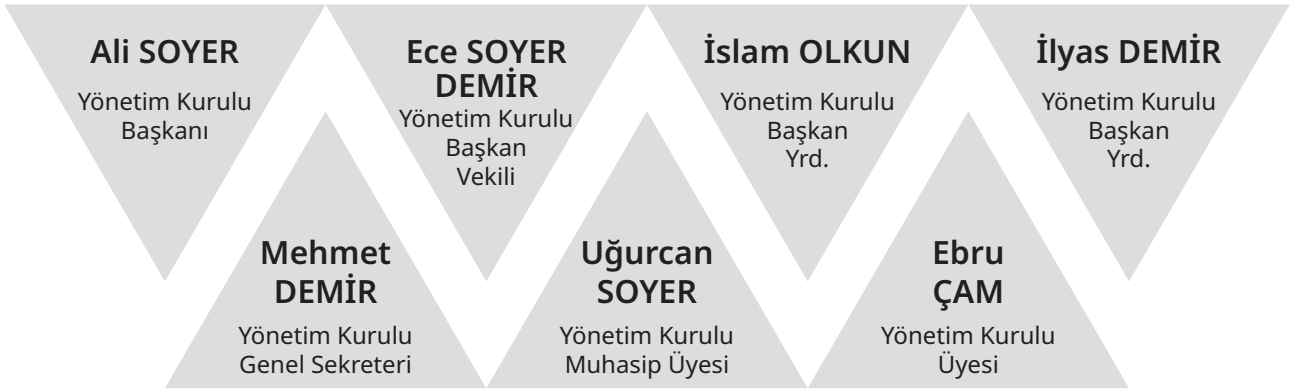 Ali SOYER
Yönetim Kurulu
Başkanı
Ece SOYER
DEMİR
Yönetim Kurulu
Başkan
Vekili
İslam OLKUN
Yönetim Kurulu
Başkan
Yrd.
İlyas DEMİR
Yönetim Kurulu
Başkan
Yrd.
Mehmet
DEMİR
Yönetim Kurulu
Genel Sekreteri
Uğurcan
SOYER
Yönetim Kurulu
Muhasip Üyesi
Ebru
ÇAM
Yönetim Kurulu
Üyesi